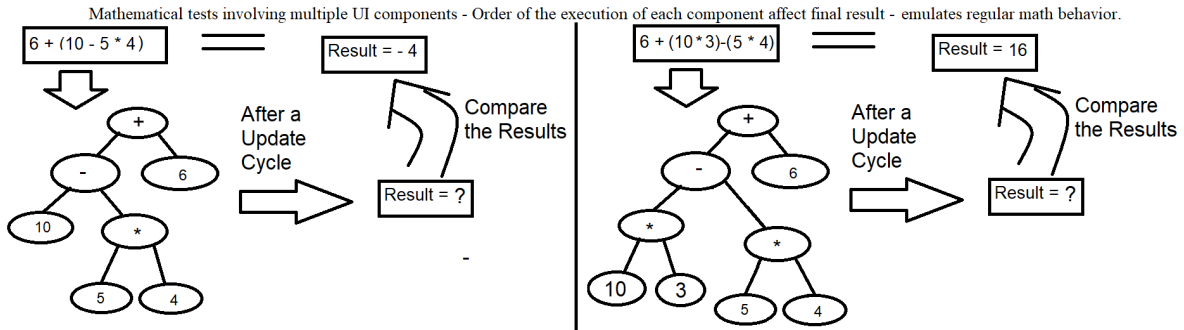 Mathematical tests involving multiple UI components - Order of the execution of each component affect final result - emulates regular math behavior.
6 + (10 - 5 * 4)
Result = - 4
After a
Update
Cycle
Compare
the Results
Result = ?
+
-
6
10
*
5
4
-
6 + (10 * 3)-(5 * 4)
Result = 16
After a
Update
Cycle
Compare
the Results
Result = ?
+
-
6
*
*
10
3
5
4